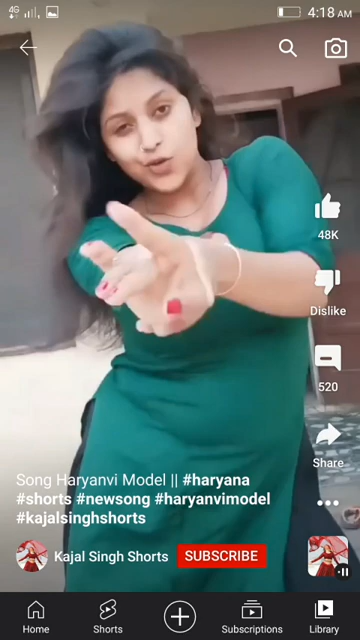 4G
4:18 AM
48K
Dislike
520
Share
Song Haryanvi Model || #haryana
#shorts #newsong #haryanvimodel
#kajalsinghshorts
Kajal Singh Shorts SUBSCRIBE
Home Shorts Subscriptions Library